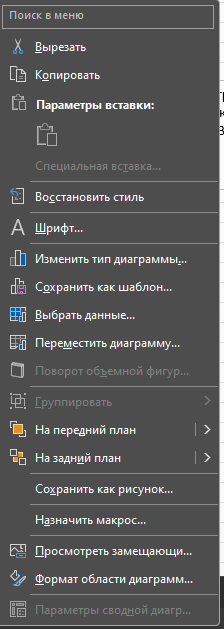 Поиск в меню
Вырезать
Копировать
Параметры вставки:
Специальная вставка...
Восстановить стиль
Шрифт...
Изменить тип диаграммы...
Сохранить как шаблон...
Выбрать данные...
Переместить диаграмму...
Поворот объемной фигур...
Группировать
На передний план
На задний план
Сохранить как рисунок...
Назначить макрос...
Просмотреть замещающи...
Формат области диаграмм...
Параметры сводной диагр...